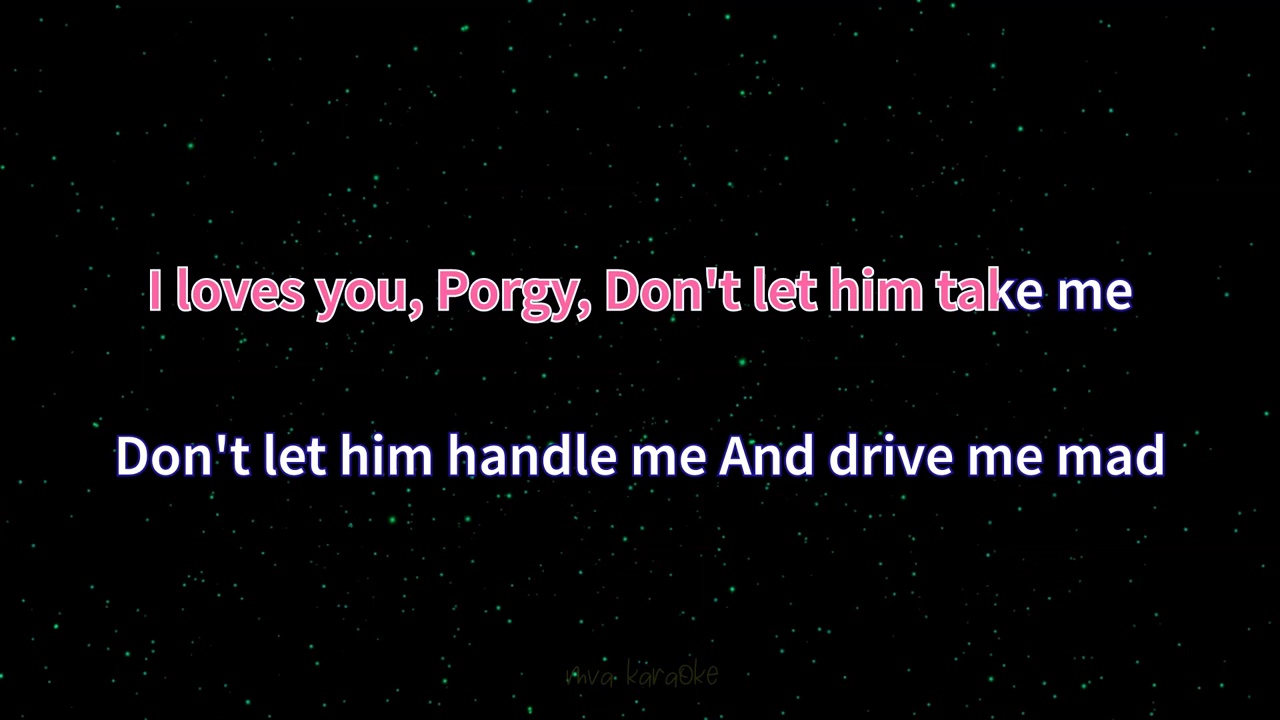 I loves you, Porgy, Don't let him take me
Don't let him handle me And drive me mad
mva karaoke